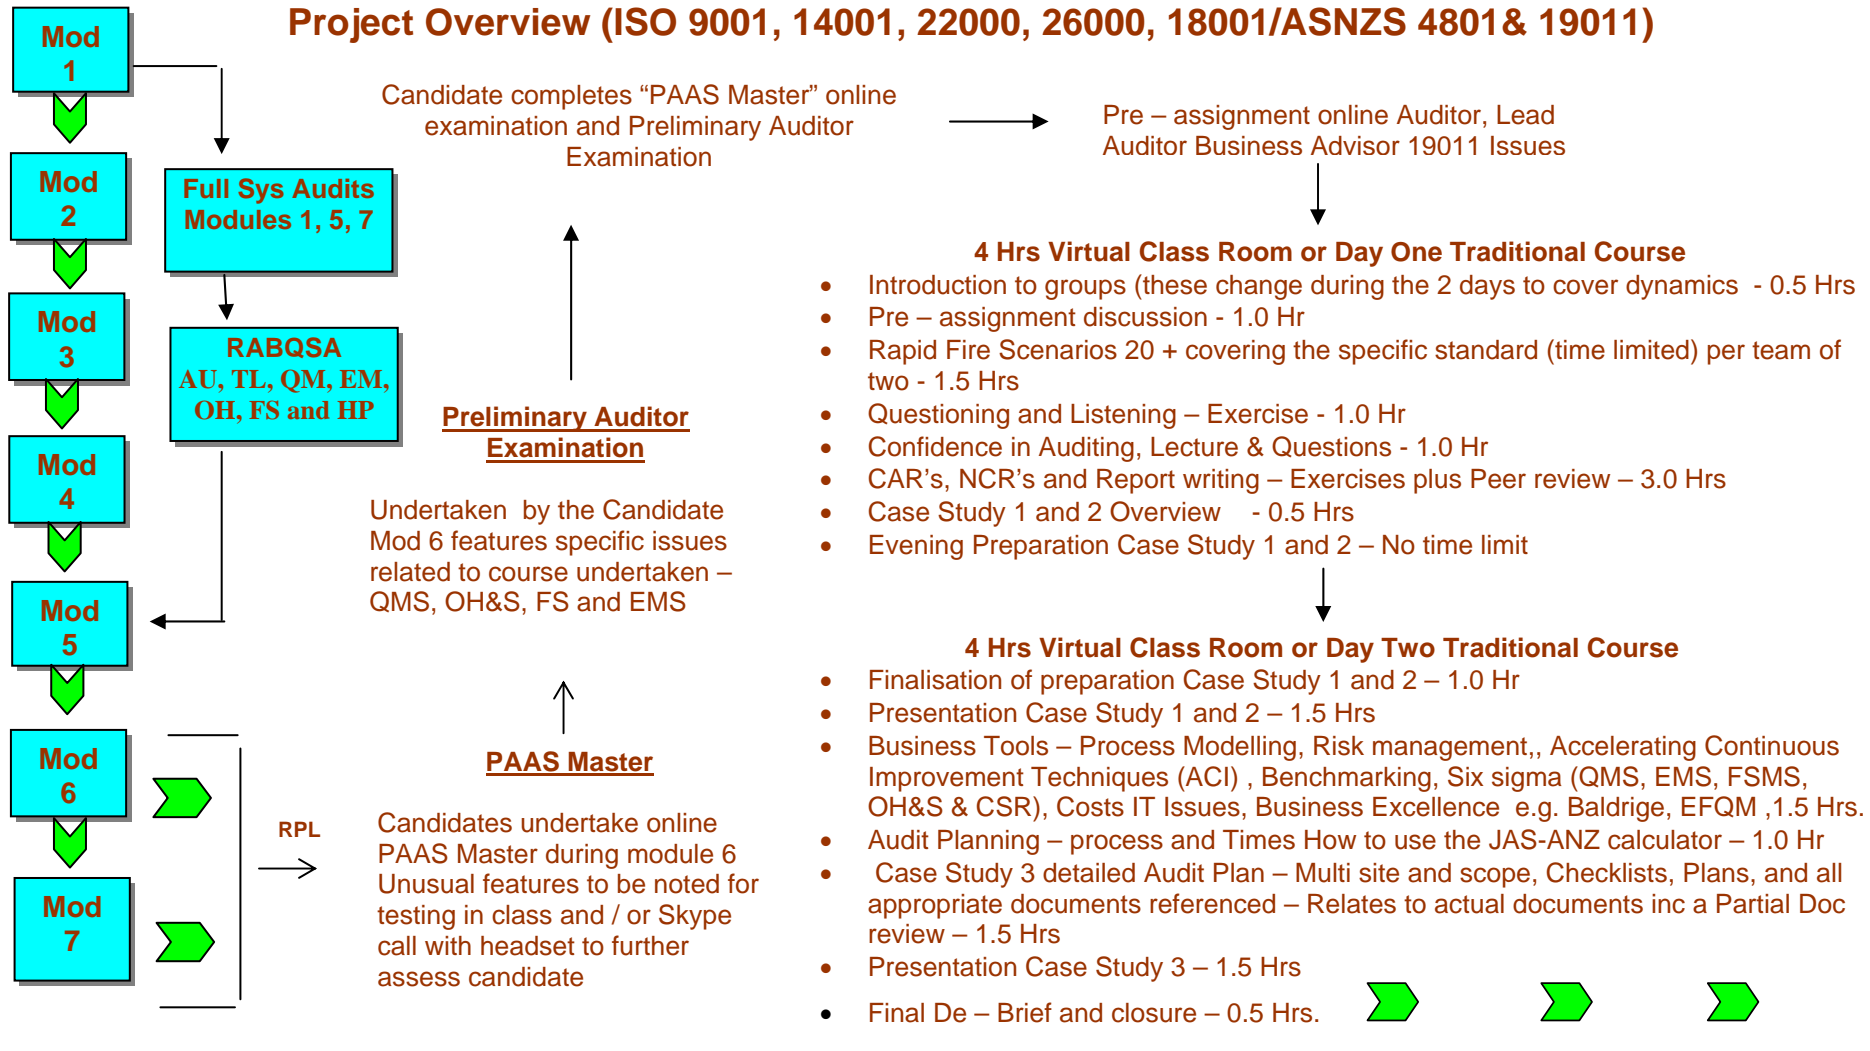 Project Overview (ISO 9001, 14001, 22000, 26000, 18001/ASNZS 4801& 19011)
Mod
1
Mod
2
Mod
3
Mod
4
Mod
5
Mod
6
Mod
7
Full Sys Audits
Modules 1, 5, 7
RABQSA
AU, TL, QM, EM,
OH, FS and HP
RPL
PAAS Master
Candidates undertake online
PAAS Master during module 6
Unusual features to be noted for
testing in class and / or Skype
call with headset to further
assess candidate
Preliminary Auditor
Examination
Undertaken  by the Candidate
Mod 6 features specific issues
related to course undertaken –
QMS, OH&S, FS and EMS
Candidate completes “PAAS Master” online
examination and Preliminary Auditor
Examination
Pre – assignment online Auditor, Lead
Auditor Business Advisor 19011 Issues
4 Hrs Virtual Class Room or Day One Traditional Course
• Introduction to groups (these change during the 2 days to cover dynamics  - 0.5 Hrs
• Pre – assignment discussion - 1.0 Hr
• Rapid Fire Scenarios 20 + covering the specific standard (time limited) per team of
two - 1.5 Hrs
• Questioning and Listening – Exercise - 1.0 Hr
• Confidence in Auditing, Lecture & Questions - 1.0 Hr
• CAR’s, NCR’s and Report writing – Exercises plus Peer review – 3.0 Hrs
• Case Study 1 and 2 Overview    - 0.5 Hrs
• Evening Preparation Case Study 1 and 2 – No time limit
4 Hrs Virtual Class Room or Day Two Traditional Course
• Finalisation of preparation Case Study 1 and 2 – 1.0 Hr
• Presentation Case Study 1 and 2 – 1.5 Hrs
• Business Tools – Process Modelling, Risk management,, Accelerating Continuous
Improvement Techniques (ACI) , Benchmarking, Six sigma (QMS, EMS, FSMS,
OH&S & CSR), Costs IT Issues, Business Excellence  e.g. Baldrige, EFQM ,1.5 Hrs.
• Audit Planning – process and Times How to use the JAS-ANZ calculator – 1.0 Hr
• Case Study 3 detailed Audit Plan – Multi site and scope, Checklists, Plans, and all
appropriate documents referenced – Relates to actual documents inc a Partial Doc
review – 1.5 Hrs
• Presentation Case Study 3 – 1.5 Hrs
• Final De – Brief and closure – 0.5 Hrs.